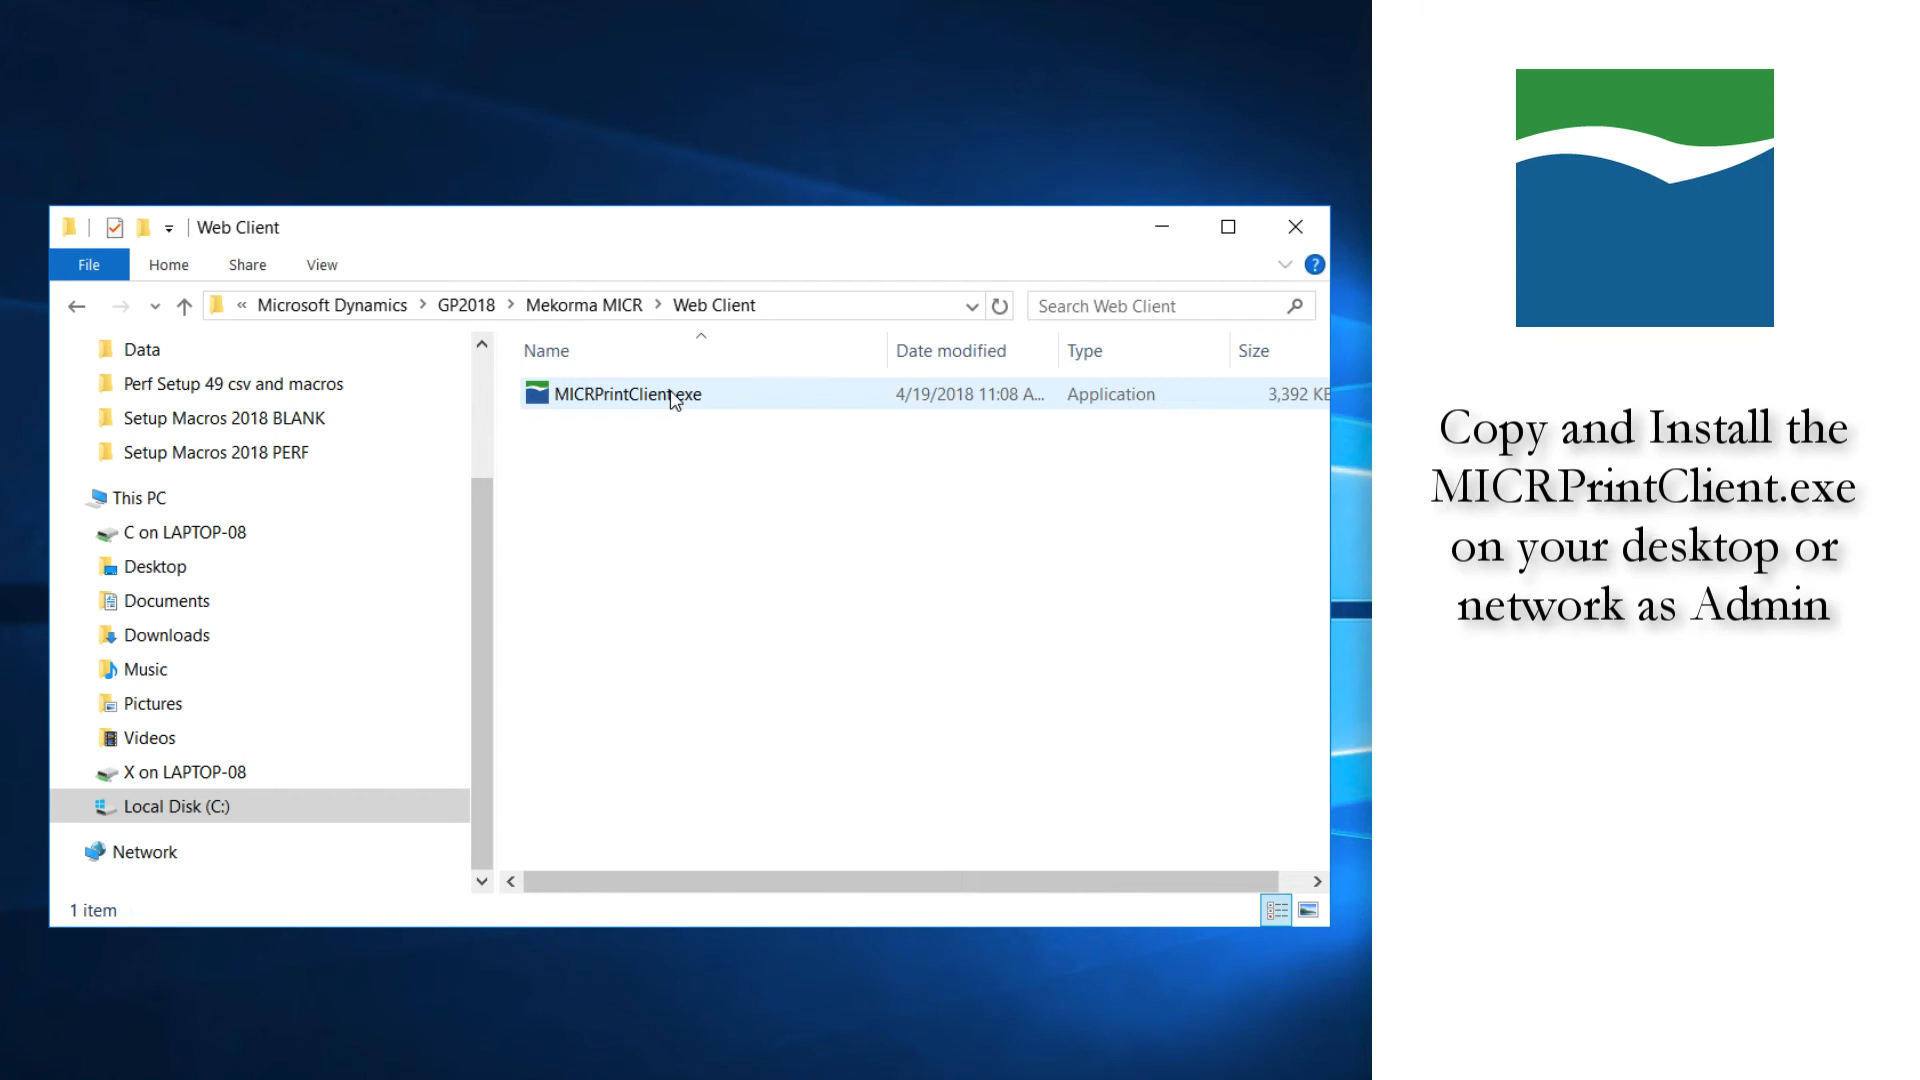 Web Client
File Home Share View
« Microsoft Dynamics > GP2018 > Mekorma MICR > Web Client
Search Web Client
Data
Perf Setup 49 csv and macros
Setup Macros 2018 BLANK
Setup Macros 2018 PERF
This PC
C on LAPTOP-08
Desktop
Documents
Downloads
Music
Pictures
Videos
X on LAPTOP-08
Local Disk (C:)
Network
Name Date modified Type Size
MICRPrintClient.exe 4/19/2018 11:08 A... Application 3,392 KB
1 item
Copy and Install the
MICRPrintClient.exe
on your desktop or
network as Admin